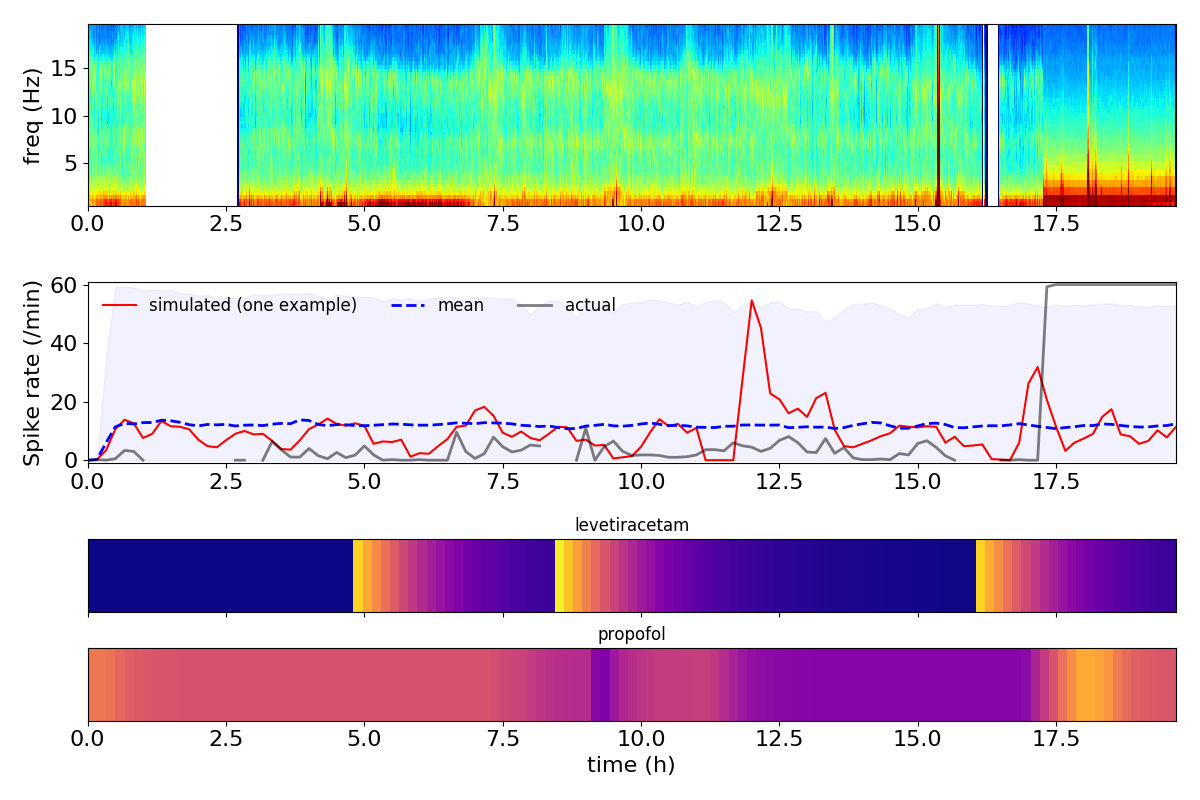 freq (Hz)
15
10
5
0.0 2.5 5.0 7.5 10.0 12.5 15.0 17.5
Spike rate (/min)
60
40
20
0
simulated (one example) mean actual
0.0 2.5 5.0 7.5 10.0 12.5 15.0 17.5
levetiracetam
propofol
0.0 2.5 5.0 7.5 10.0 12.5 15.0 17.5
time (h)